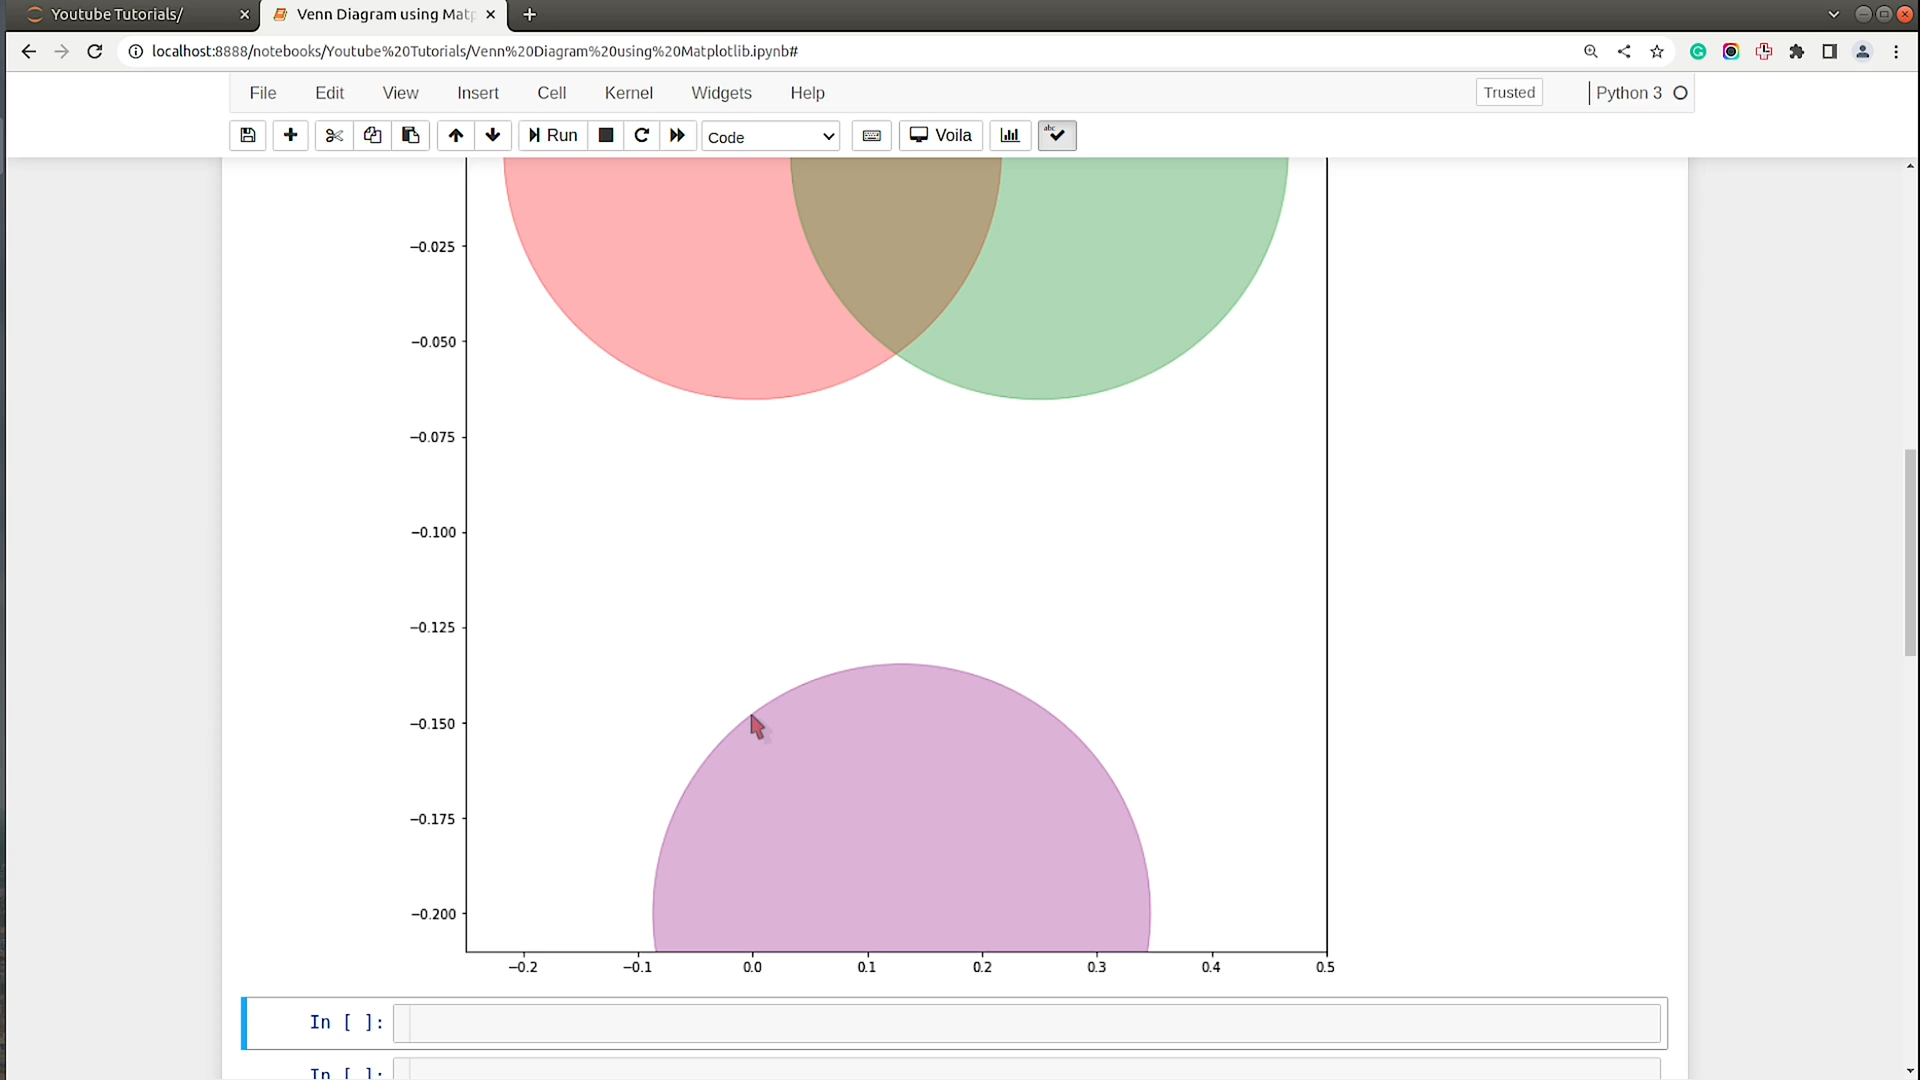 Youtube Tutorials/
Venn Diagram using Matp
localhost:8888/notebooks/Youtube%20Tutorials/Venn%20Diagram%20using%20Matplotlib.ipynb#
File Edit View Insert Cell Kernel Widgets Help Trusted Python 3
Run Code Voila abc
−0.025
−0.050
−0.075
−0.100
−0.125
−0.150
−0.175
−0.200
−0.2 −0.1 0.0 0.1 0.2 0.3 0.4 0.5
In [ ]:
In [ ]: